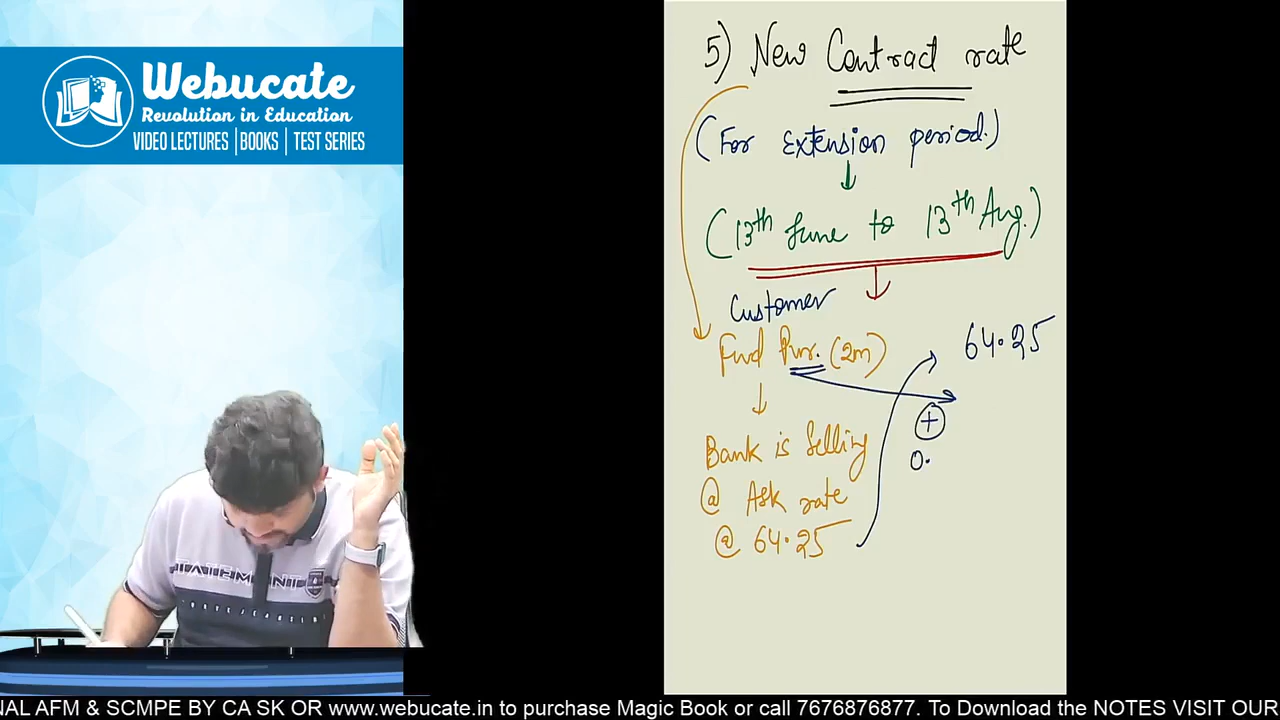 Webucate
Revolution in Education
VIDEO LECTURES | BOOKS | TEST SERIES
5) New Contract rate
(For extension period.)
(13th June to 13th Aug.)
Customer
Fwd Pur. (2m)
64.25
+
0.
Bank is Selling
@ Ask rate
@ 64.25
TATEMENT
NAL AFM & SCMPE BY CA SK OR www.webucate.in to purchase Magic Book or call 7676876877. To Download the NOTES VISIT OUR